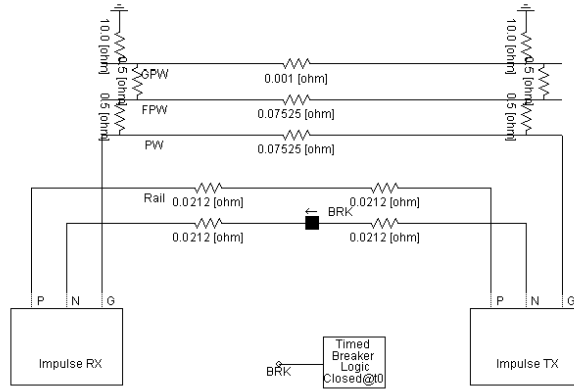 10.0 [ohm]
10.0 [ohm]
0.5 [ohm]
0.5 [ohm]
GPW
0.001 [ohm]
0.5 [ohm]
0.5 [ohm]
FPW
0.07525 [ohm]
PW
0.07525 [ohm]
Rail
0.0212 [ohm]
0.0212 [ohm]
BRK
0.0212 [ohm]
0.0212 [ohm]
P
N
G
P
N
G
Impulse RX
Impulse TX
BRK
Timed
Breaker
Logic
Closed@t0